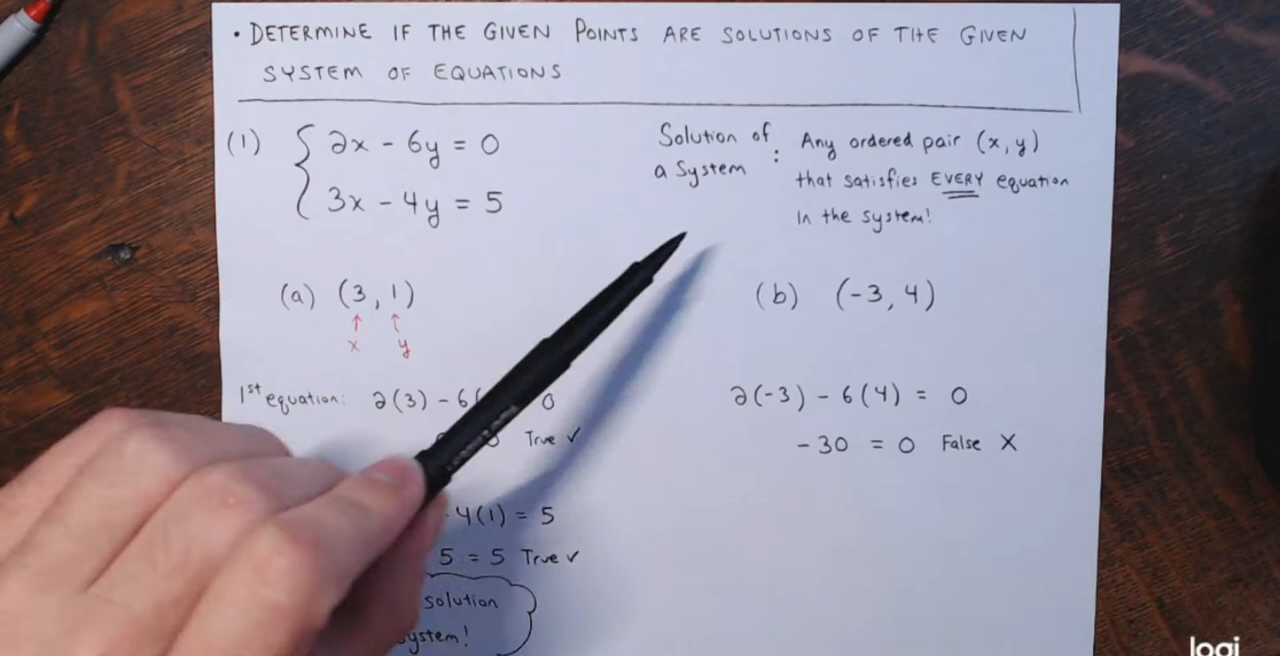 • DETERMINE IF THE GIVEN POINTS ARE SOLUTIONS OF THE GIVEN
SYSTEM OF EQUATIONS
(1) { 2x - 6y = 0
3x - 4y = 5
Solution of a System : Any ordered pair (x, y)
that satisfies EVERY equation
in the system!
(a) (3, 1)
↑ ↑
x y
1st equation: 2(3) - 6( 0
True ✓
4(1) = 5
5 = 5 True ✓
solution
ystem!
(b) (-3, 4)
2(-3) - 6(4) = 0
-30 = 0 False X
logi